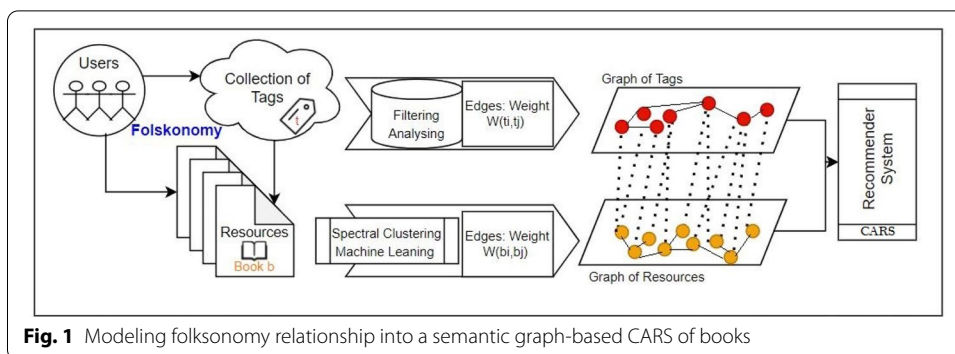 Users
Collection of
Tags
t
Folskonomy
Resources
Book b
Filtering
Analysing
Edges: Weight
W(ti,tj)
Spectral Clustering
Machine Leaning
Edges: Weight
W(bi,bj)
Graph of Tags
Graph of Resources
Recommender
System
CARS
Fig. 1 Modeling folksonomy relationship into a semantic graph-based CARS of books